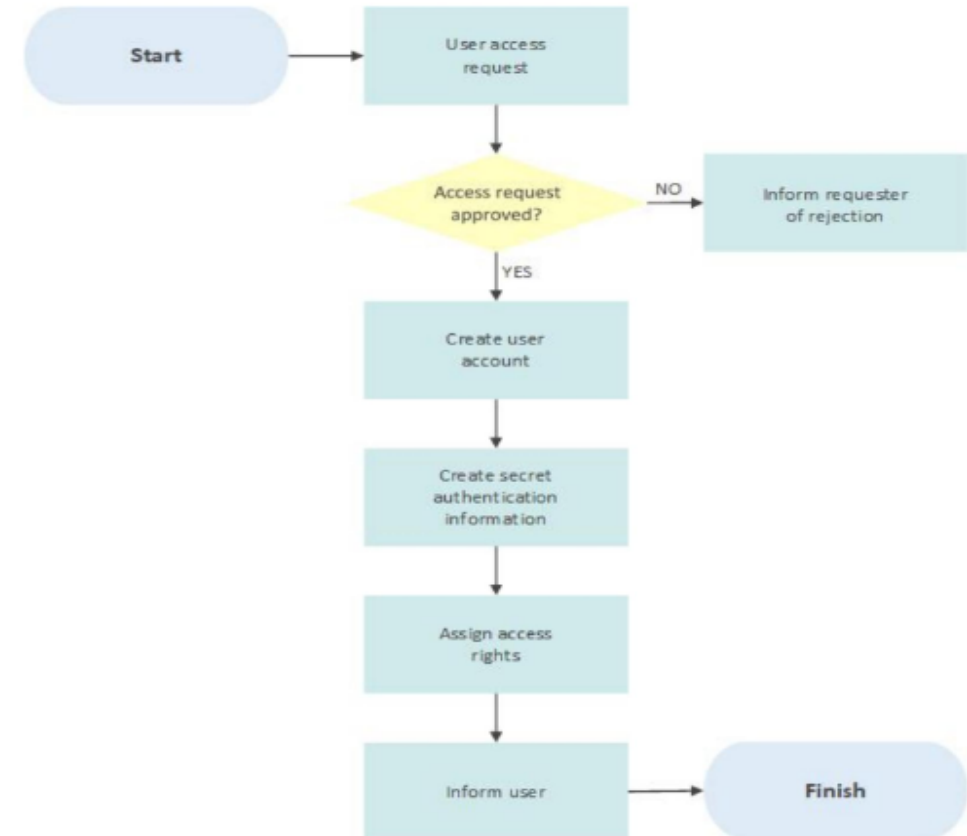 Start
User access
request
Access request
approved?
NO
Inform requester
of rejection
YES
Create user
account
Create secret
authentication
information
Assign access
rights
Inform user
Finish